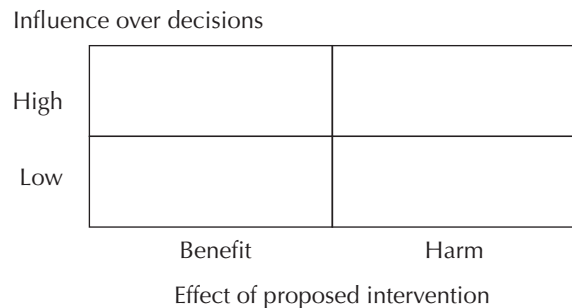 Influence over decisions
High
Low
Benefit Harm
Effect of proposed intervention